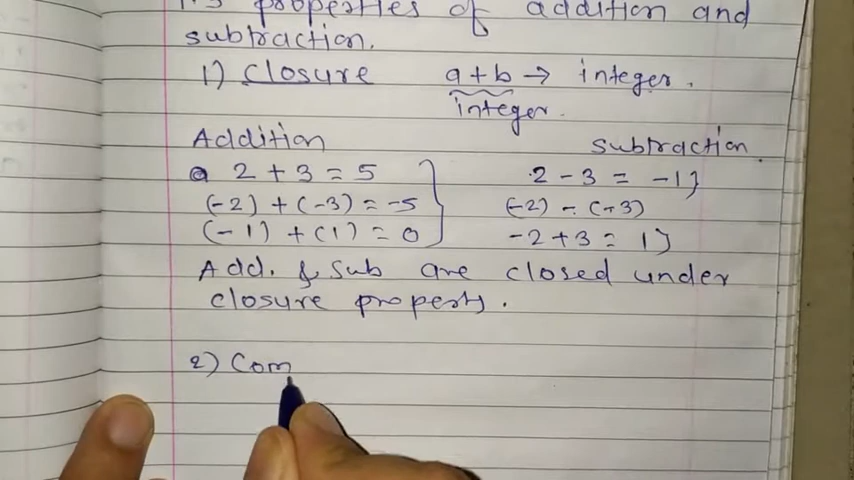 properties of addition and
subtraction.
1) Closure a+b → integer.
integer.
Addition subtraction
2 + 3 = 5 2 - 3 = -1}
(-2) + (-3) = -5 (-2) - (-3)
(-1) + (1) = 0 -2 + 3 = 1}
Add. & sub are closed under
closure property.
2) Com